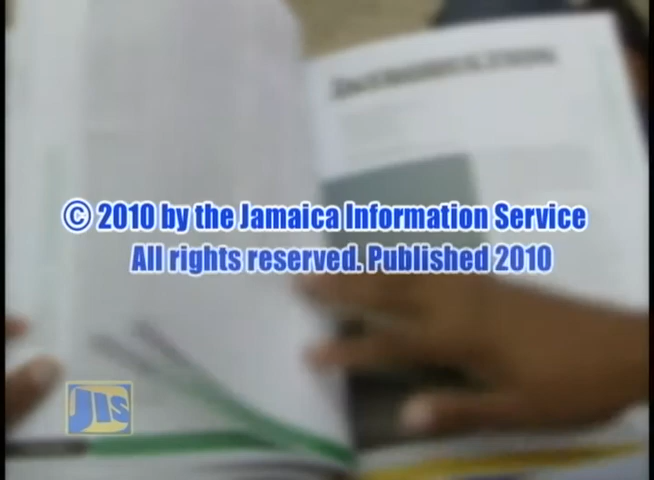 © 2010 by the Jamaica Information Service
All rights reserved. Published 2010
JIS